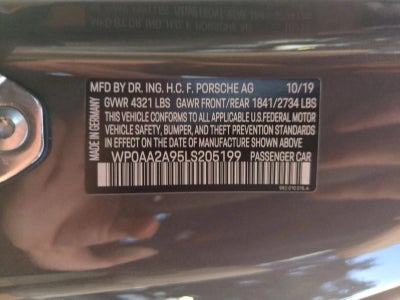 MFD BY DR. ING. H.C. F. PORSCHE AG 10/19
GVWR 4321 LBS GAWR FRONT/REAR 1841/2734 LBS
THIS VEHICLE CONFORMS TO ALL APPLICABLE U.S. FEDERAL MOTOR
VEHICLE SAFETY, BUMPER, AND THEFT PREVENTION STANDARDS
IN EFFECT ON THE DATE OF MANUFACTURE SHOWN ABOVE.
WP0AA2A95LS205199 PASSENGER CAR
MADE IN GERMANY